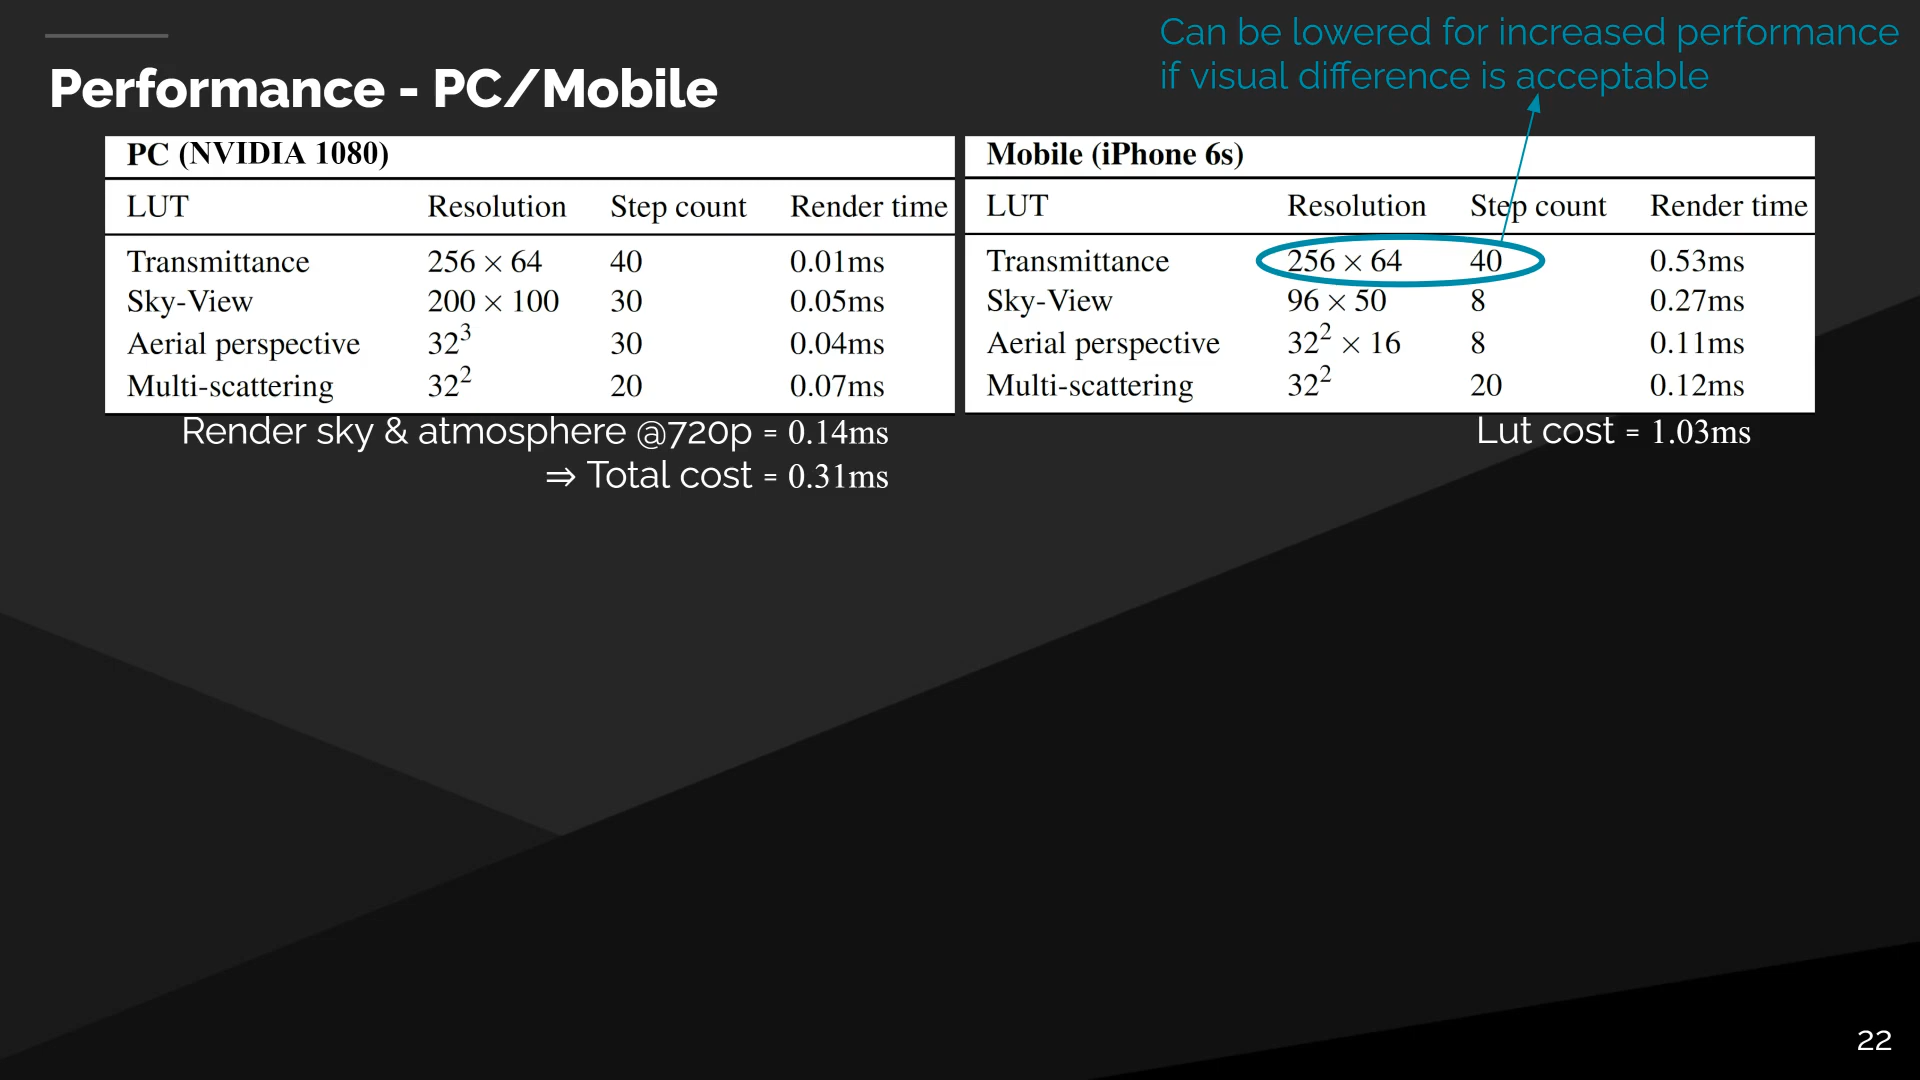 Can be lowered for increased performance
if visual difference is acceptable
Performance - PC/Mobile
PC (NVIDIA 1080)
LUT Resolution Step count Render time
Transmittance 256 × 64 40 0.01ms
Sky-View 200 × 100 30 0.05ms
Aerial perspective 32³ 30 0.04ms
Multi-scattering 32² 20 0.07ms
Render sky & atmosphere @720p = 0.14ms
⇒ Total cost = 0.31ms
Mobile (iPhone 6s)
LUT Resolution Step count Render time
Transmittance 256 × 64 40 0.53ms
Sky-View 96 × 50 8 0.27ms
Aerial perspective 32² × 16 8 0.11ms
Multi-scattering 32² 20 0.12ms
Lut cost = 1.03ms
22